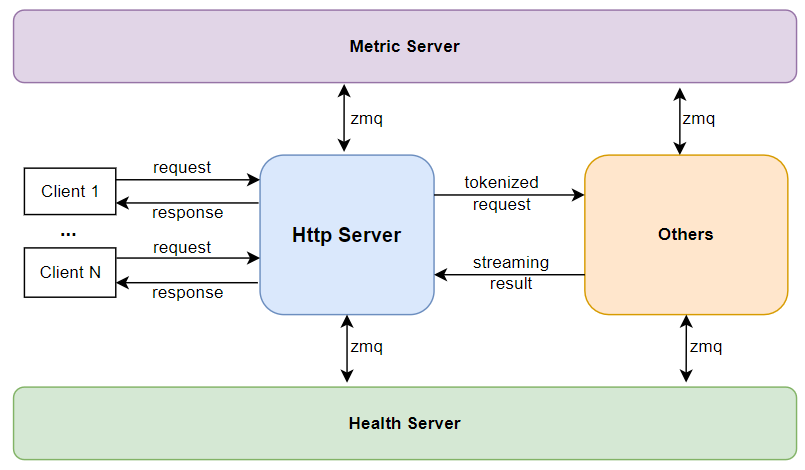 Metric Server
zmq
zmq
request
Client 1
response
...
request
Client N
response
Http Server
tokenized
request
streaming
result
Others
zmq
zmq
Health Server